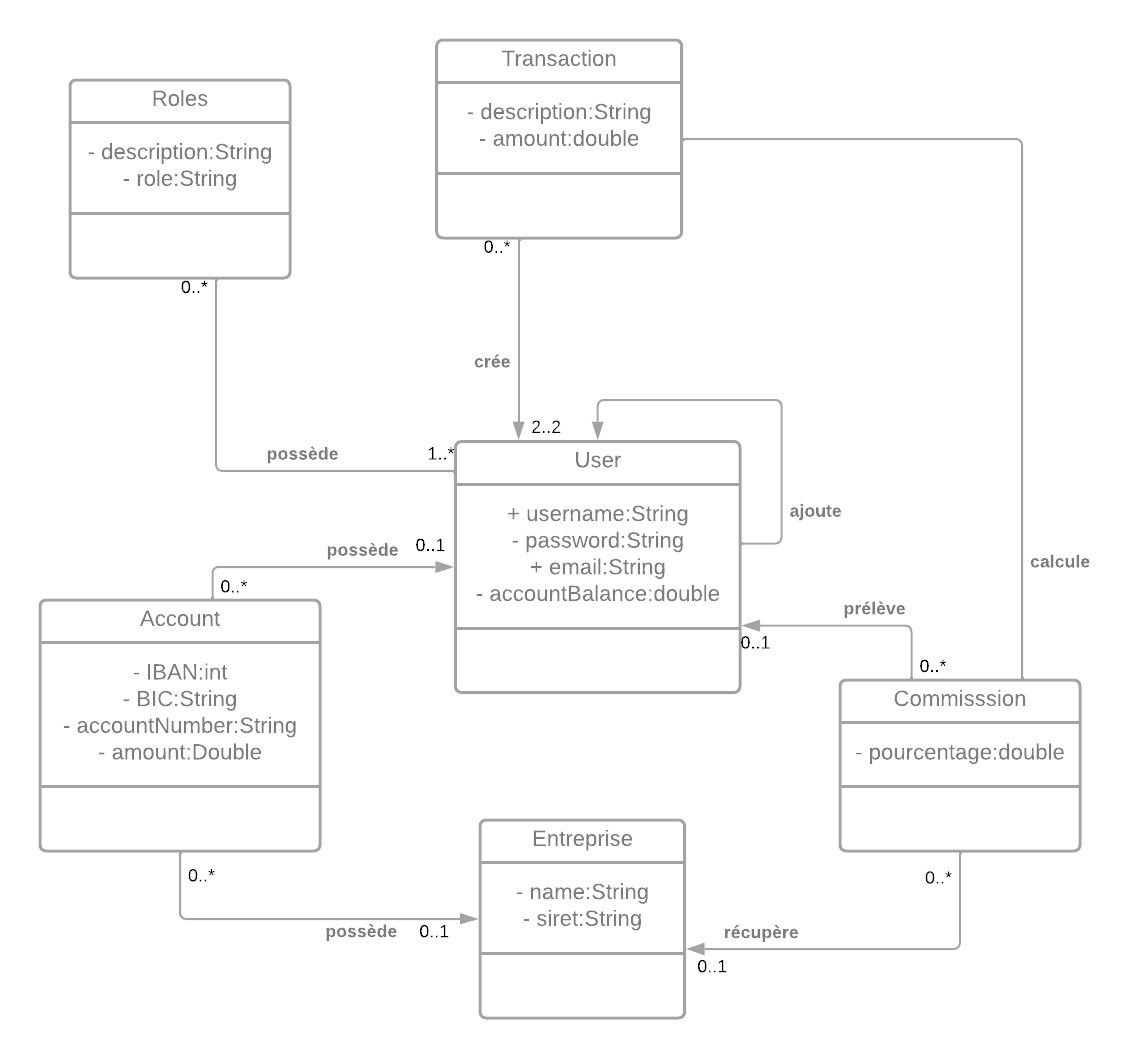 Transaction
- description:String
- amount:double
Roles
- description:String
- role:String
0..*
0..*
crée
2..2
possède
1..*
User
+ username:String
- password:String
+ email:String
- accountBalance:double
ajoute
calcule
possède
0..1
0..*
Account
- IBAN:int
- BIC:String
- accountNumber:String
- amount:Double
prélève
0..1
0..*
Commisssion
- pourcentage:double
Entreprise
- name:String
- siret:String
0..*
possède
0..1
0..*
récupère
0..1